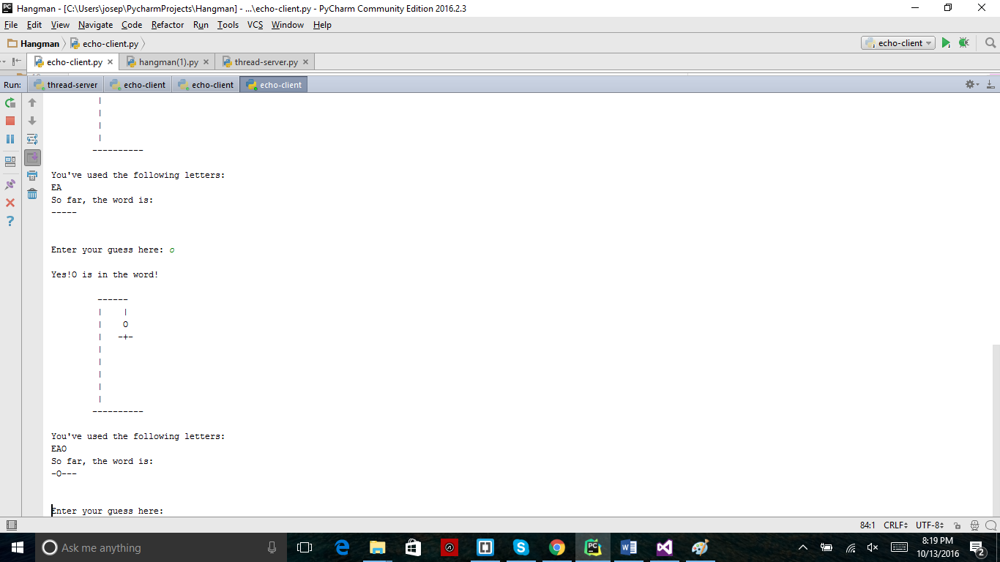 Hangman - [C:\Users\josep\PycharmProjects\Hangman] - ...\echo-client.py - PyCharm Community Edition 2016.2.3
File Edit View Navigate Code Refactor Run Tools VCS Window Help
Hangman echo-client.py echo-client
echo-client.py hangman(1).py thread-server.py
Run: thread-server echo-client echo-client echo-client
|
|
|
|
----------
You've used the following letters:
EA
So far, the word is:
-----
Enter your guess here: o
Yes!O is in the word!
------
| |
| O
| -+-
|
|
|
|
|
----------
You've used the following letters:
EAO
So far, the word is:
-O---
Enter your guess here:
84:1 CRLF UTF-8
Ask me anything
8:19 PM
10/13/2016
2